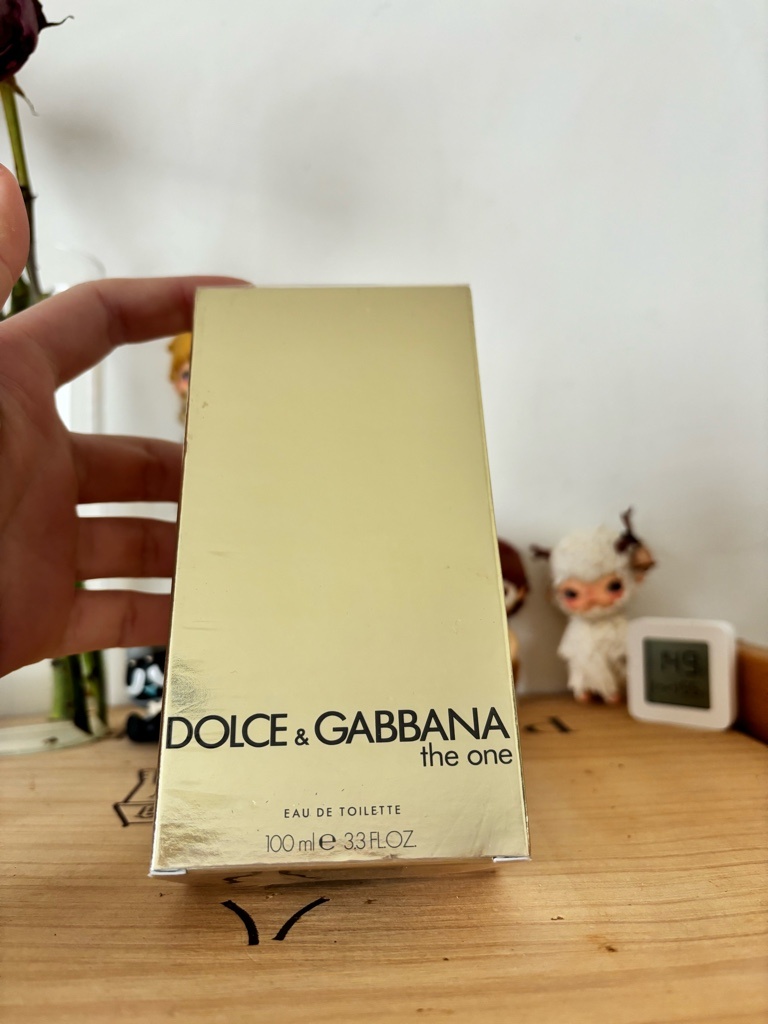 DOLCE & GABBANA
the one
EAU DE TOILETTE
100 ml e 3.3 FL.OZ.